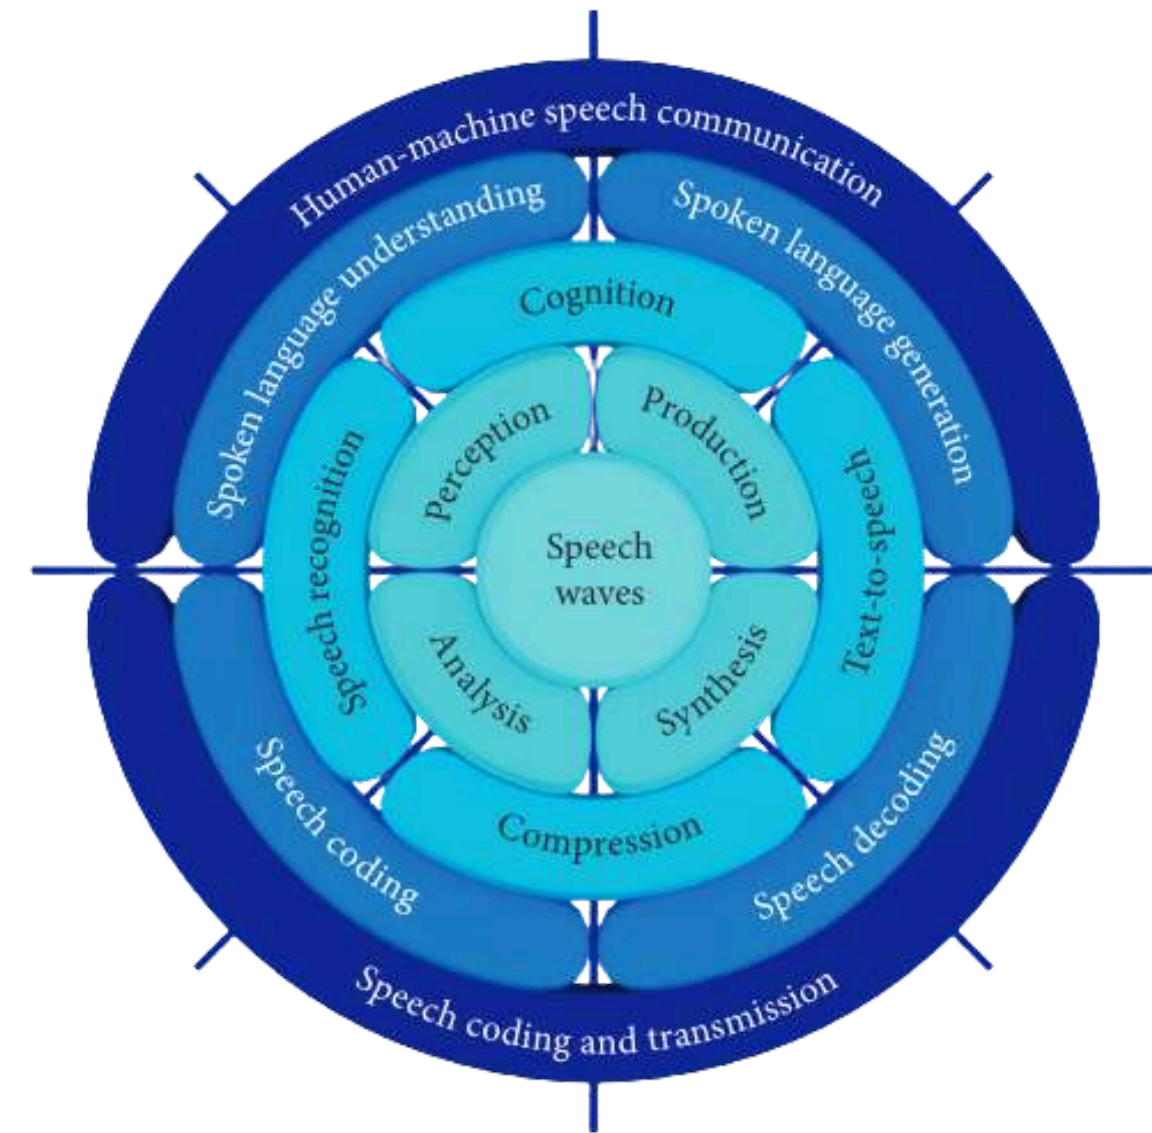 Human-machine speech communication
Spoken language understanding
Spoken language generation
Cognition
Perception
Production
Speech recognition
Speech
waves
Text-to-speech
Analysis
Synthesis
Compression
Speech coding
Speech decoding
Speech coding and transmission